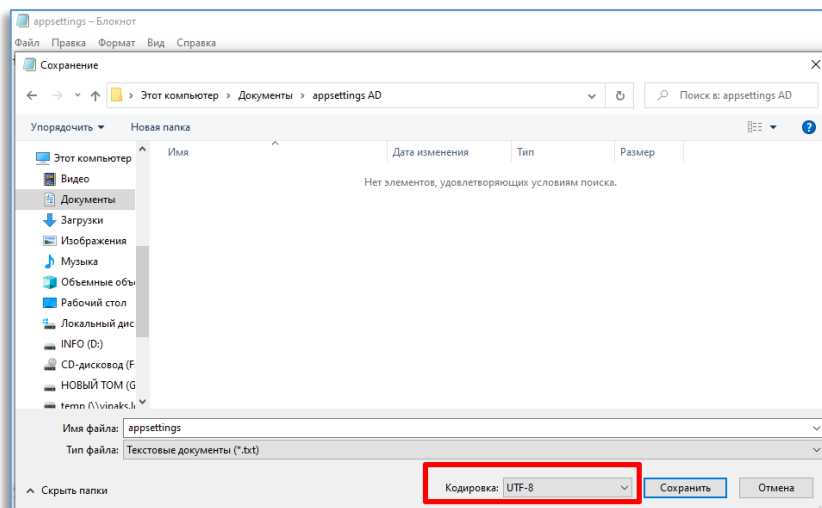 appsettings – Блокнот
Файл Правка Формат Вид Справка
Сохранение
Этот компьютер › Документы › appsettings AD
Поиск в: appsettings AD
Упорядочить Новая папка
Имя Дата изменения Тип Размер
Нет элементов, удовлетворяющих условиям поиска.
Этот компьютер
Видео
Документы
Загрузки
Изображения
Музыка
Объемные объ
Рабочий стол
Локальный дис
INFO (D:)
CD-дисковод (F:
НОВЫЙ ТОМ (G
temp (\\vipaks.l
Имя файла: appsettings
Тип файла: Текстовые документы (*.txt)
Скрыть папки
Кодировка: UTF-8
Сохранить Отмена